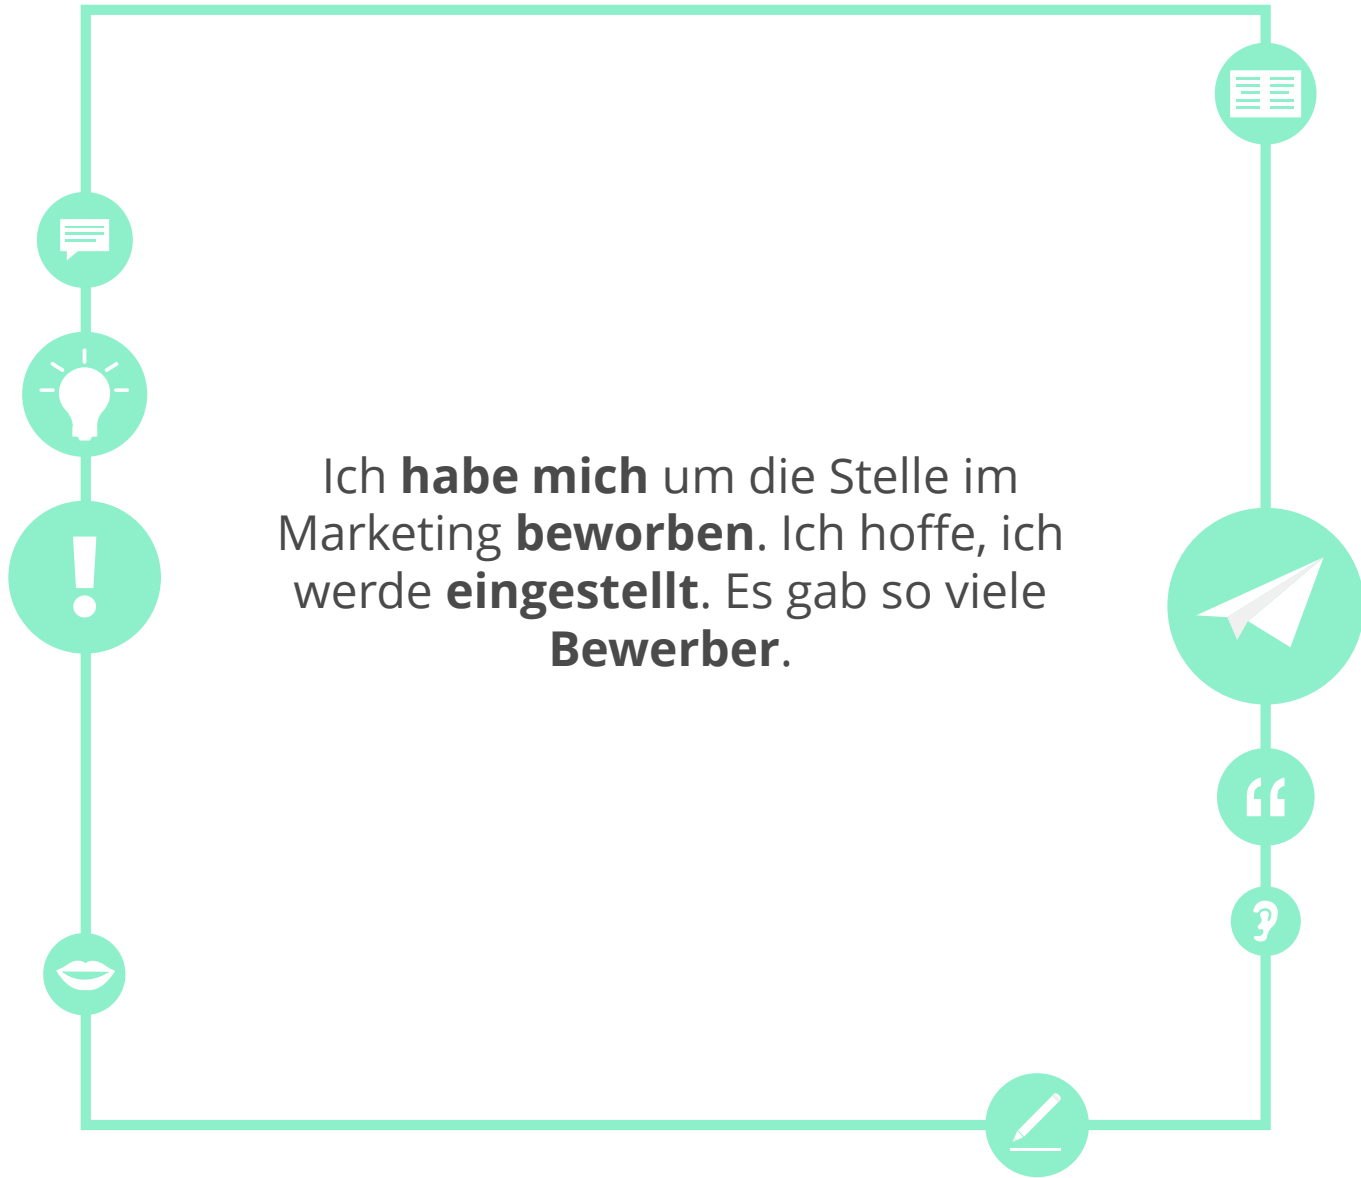 Ich habe mich um die Stelle im
Marketing beworben. Ich hoffe, ich
werde eingestellt. Es gab so viele
Bewerber.